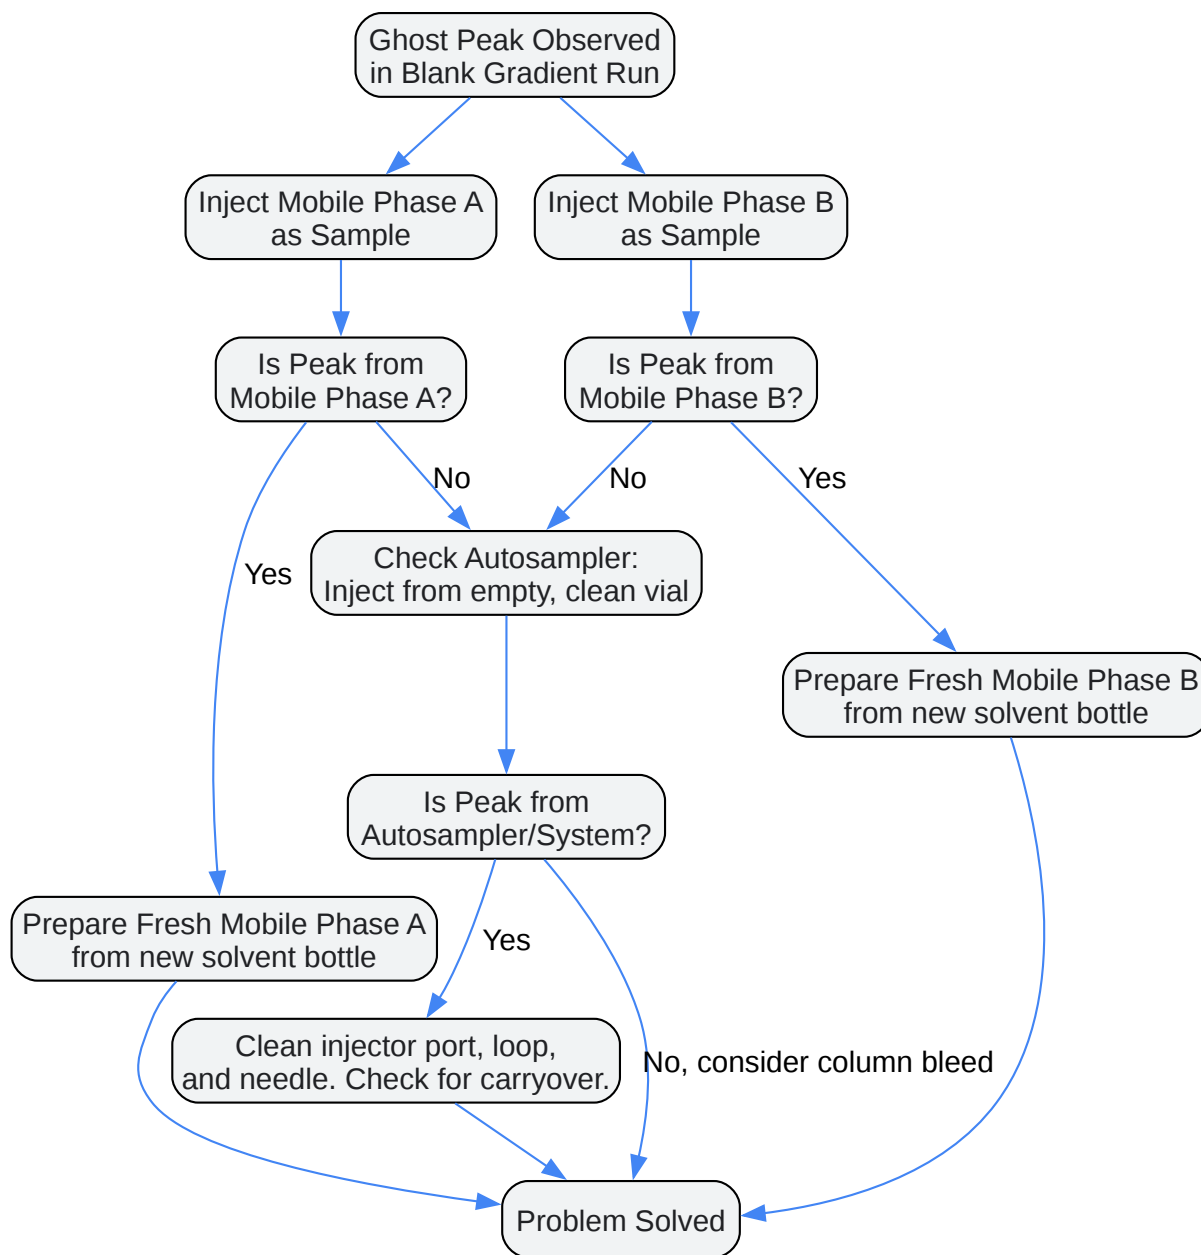 Ghost Peak Observed
in Blank Gradient Run
Inject Mobile Phase A
as Sample
Inject Mobile Phase B
as Sample
Is Peak from
Mobile Phase A?
Is Peak from
Mobile Phase B?
No
No
Yes
Check Autosampler:
Inject from empty, clean vial
Yes
Prepare Fresh Mobile Phase B
from new solvent bottle
Is Peak from
Autosampler/System?
Prepare Fresh Mobile Phase A
from new solvent bottle
Yes
Clean injector port, loop,
and needle. Check for carryover.
No, consider column bleed
Problem Solved